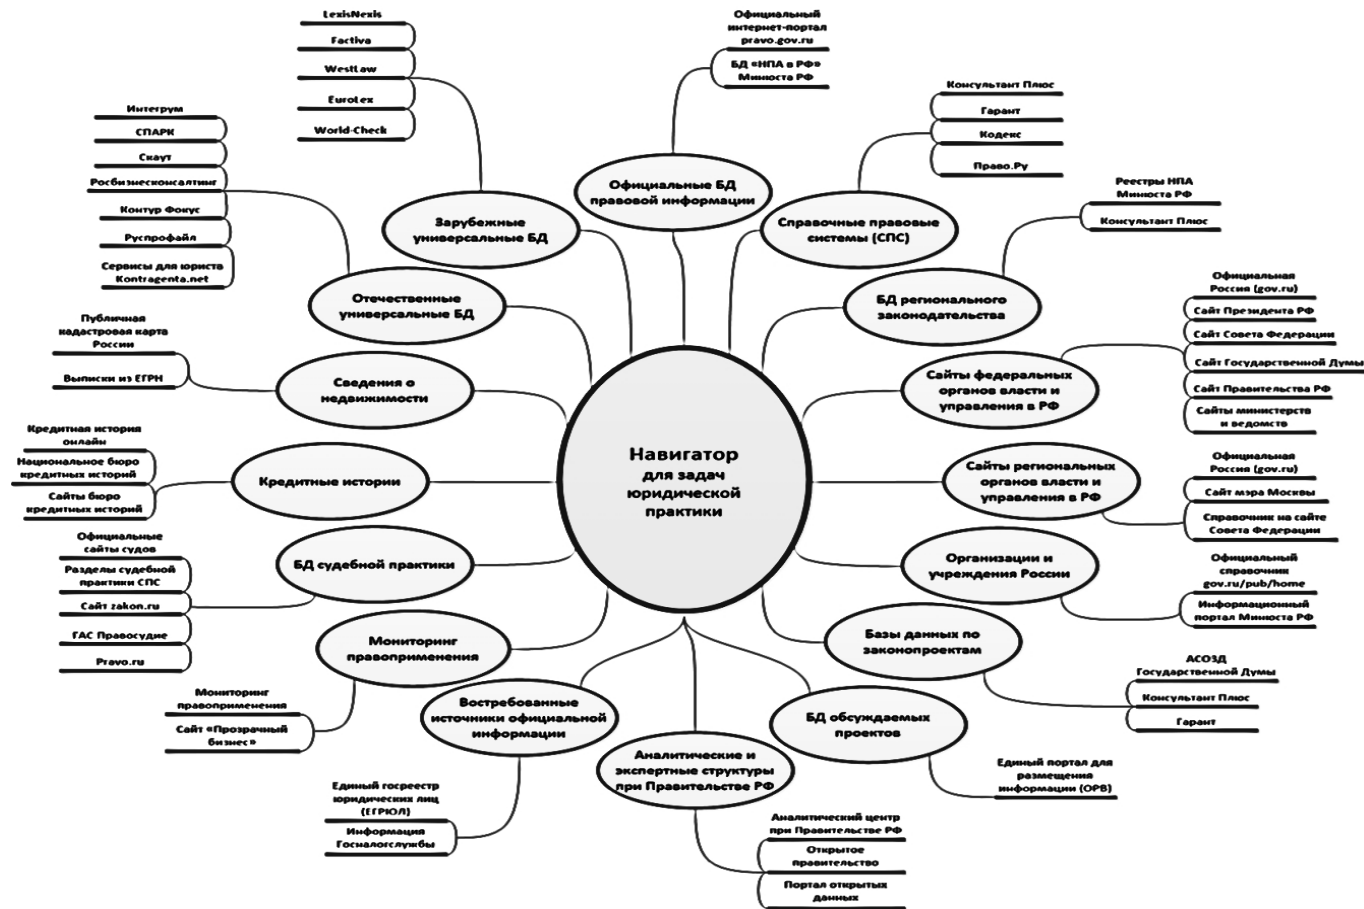 LexisNexis
Factiva
WestLaw
Eurolex
World-Check
Официальный
интернет-портал
pravo.gov.ru
БД «НПА в РФ»
Минюста РФ
Консультант Плюс
Гарант
Кодекс
Право.Ру
Интегрум
СПАРК
Скаут
Росбизнесконсалтинг
Контур Фокус
Руспрофайл
Сервисы для юриста
Kontragenta.net
Зарубежные
универсальные БД
Официальные БД
правовой информации
Справочные правовые
системы (СПС)
Реестры НПА
Минюста РФ
Консультант Плюс
Отечественные
универсальные БД
БД регионального
законодательства
Официальная
Россия (gov.ru)
Сайт Президента РФ
Сайт Совета Федерации
Сайт Государственной Думы
Сайт Правительства РФ
Сайты министерств
и ведомств
Публичная
кадастровая карта
России
Выписки из ЕГРН
Сведения о
недвижимости
Сайты федеральных
органов власти и
управления в РФ
Кредитная история
онлайн
Национальное бюро
кредитных историй
Сайты бюро
кредитных историй
Кредитные истории
Навигатор
для задач
юридической
практики
Сайты региональных
органов власти и
управления в РФ
Официальная
Россия (gov.ru)
Сайт мэра Москвы
Справочник на сайте
Совета Федерации
Официальные
сайты судов
Разделы судебной
практики СПС
Сайт zakon.ru
ГАС Правосудие
Pravo.ru
БД судебной практики
Организации и
учреждения России
Официальный
справочник
gov.ru/pub/home
Информационный
портал Минюста РФ
Мониторинг
правоприменения
Базы данных по
законопроектам
АСОЗД
Государственной Думы
Консультант Плюс
Гарант
Мониторинг
правоприменения
Сайт «Прозрачный
бизнес»
Востребованные
источники официальной
информации
БД обсуждаемых
проектов
Аналитические и
экспертные структуры
при Правительстве РФ
Единый портал для
размещения
информации (ОРВ)
Единый госреестр
юридических лиц
(ЕГРЮЛ)
Информация
Госналогслужбы
Аналитический центр
при Правительстве РФ
Открытое
правительство
Портал открытых
данных